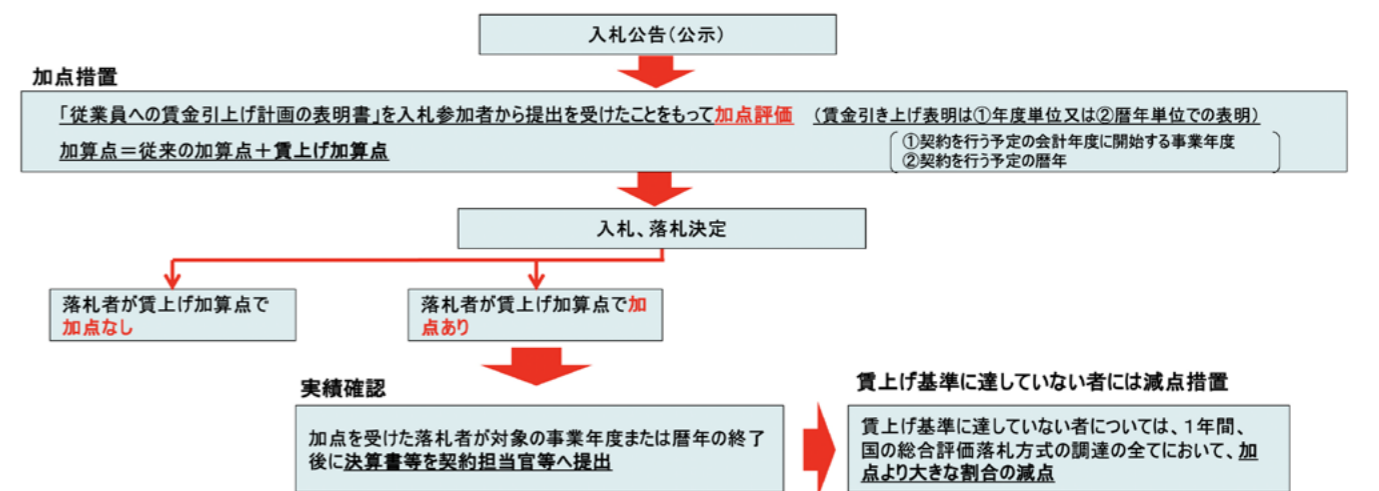 入札公告(公示)
加点措置
「従業員への賃金引上げ計画の表明書」を入札参加者から提出を受けたことをもって加点評価 (賃金引き上げ表明は①年度単位又は②暦年単位での表明)
加算点=従来の加算点+賃上げ加算点
①契約を行う予定の会計年度に開始する事業年度
②契約を行う予定の暦年
入札、落札決定
落札者が賃上げ加算点で
加点なし
落札者が賃上げ加算点で加
点あり
実績確認
加点を受けた落札者が対象の事業年度または暦年の終了
後に決算書等を契約担当官等へ提出
賃上げ基準に達していない者には減点措置
賃上げ基準に達していない者については、1年間、
国の総合評価落札方式の調達の全てにおいて、加
点より大きな割合の減点